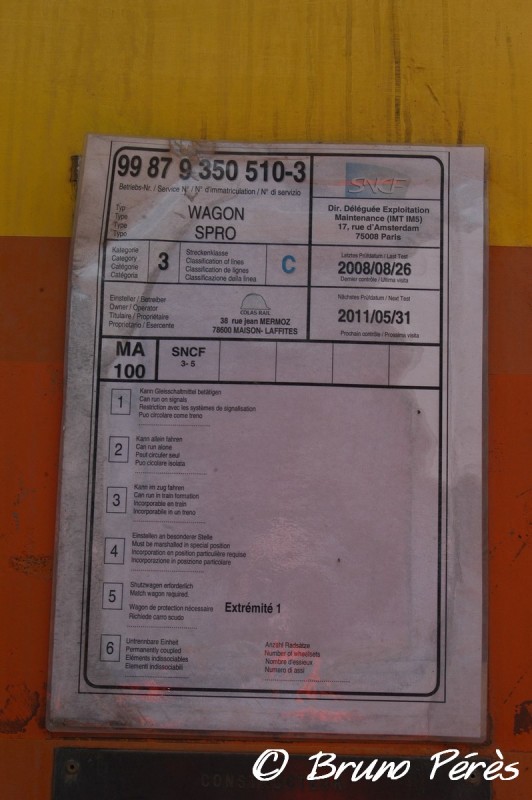 99 87 9 350 510-3
Betriebs-Nr. / Service N° / N° d'immatriculation / N° di servizio
SNCF
Typ
Type
Type
Tipo
WAGON
SPRO
Dir. Déléguée Exploitation
Maintenance (IMT IM5)
17, rue d'Amsterdam
75008 Paris
Kategorie
Category
Catégorie
Catégoria
3
Streckenklasse
Classification of lines
Classification de lignes
Classificazione della linea
C
Letztes Prüfdatum / Last Test
2008/08/26
Dernier contrôle / Ultima visita
Einsteller / Betreiber
Owner / Operator
Titulaire / Propriétaire
Proprietario / Esercente
COLAS RAIL
38 rue jean MERMOZ
78600 MAISON- LAFFITES
Nächstes Prüfdatum / Next Test
2011/05/31
Prochain contrôle / Prossima visita
MA
100
SNCF
3- 5
1
Kann Gleisschaltmittel betätigen
Can run on signals
Restriction avec les systèmes de signalisation
Puo circolare come treno
2
Kann allein fahren
Can run alone
Peut circuler seul
Puo circolare isolata
3
Kann im zug fahren
Can run in train formation
Incorporable en train
Incorporabile in un treno
4
Einstellen an besonderer Stelle
Must be marshalled in special position
Incorporation en position particulière requise
Incorporazione in posizione particolare
5
Shutzwagen erforderlich
Match wagon required
Wagon de protection nécessaire
Richiede carro scudo
Extrémité 1
6
Untrennbare Einheit
Permanently coupled
Eléments indissociables
Elementi indissociabili
Anzahl Radsätze
Number of wheelsets
Nombre d'essieux
Numero di assi
© Bruno Pérès